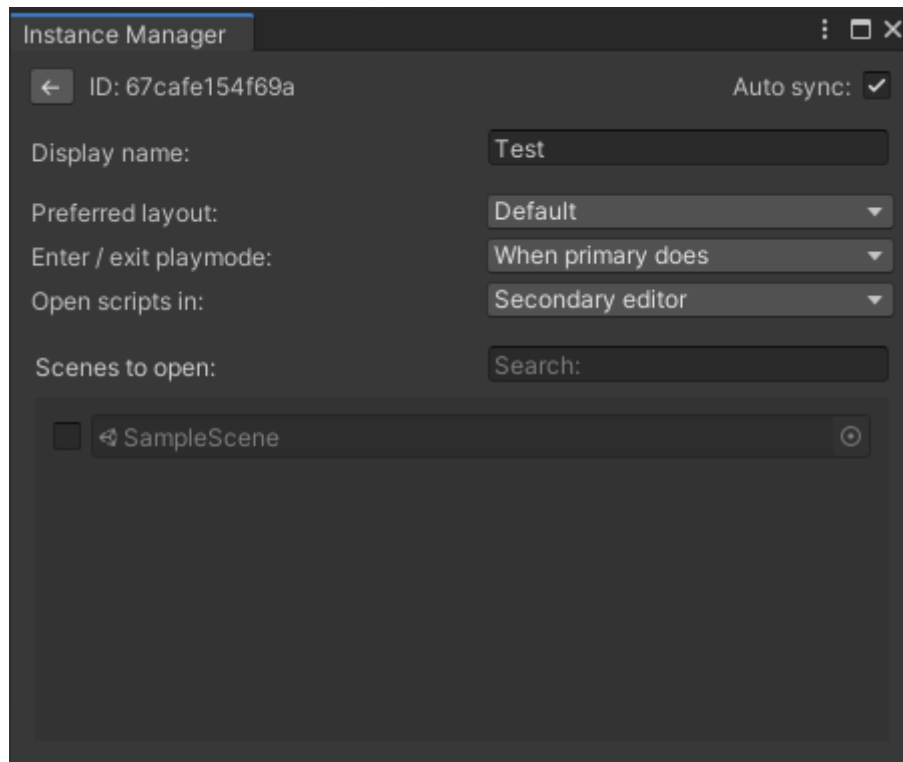 Instance Manager
ID: 67cafe154f69a Auto sync:
Display name: Test
Preferred layout: Default
Enter / exit playmode: When primary does
Open scripts in: Secondary editor
Scenes to open: Search:
SampleScene